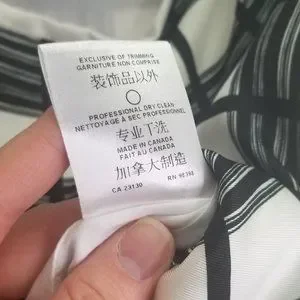 EXCLUSIVE OF TRIMMING
GARNITURE NON COMPRISE
装饰品以外
PROFESSIONAL DRY CLEAN
NETTOYAGE À SEC PROFESSIONNEL
专业干洗
MADE IN CANADA
FAIT AU CANADA
加拿大制造
CA 23130 RN 96393